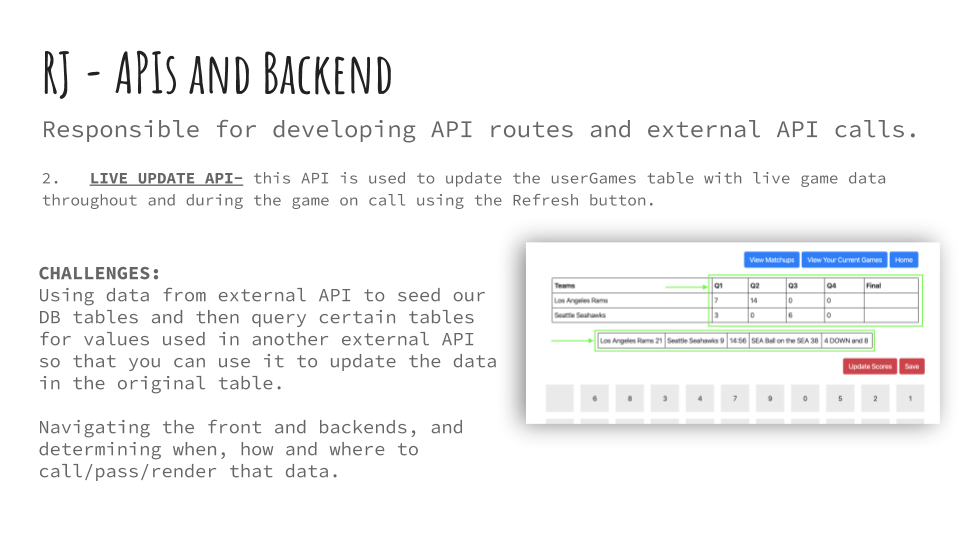 RJ - APIs and Backend
Responsible for developing API routes and external API calls.
2. LIVE UPDATE API- this API is used to update the userGames table with live game data
throughout and during the game on call using the Refresh button.
CHALLENGES:
Using data from external API to seed our
DB tables and then query certain tables
for values used in another external API
so that you can use it to update the data
in the original table.
Navigating the front and backends, and
determining when, how and where to
call/pass/render that data.
View Matchups View Your Current Games Home
Teams Q1 Q2 Q3 Q4 Final
Los Angeles Rams 7 14 0 0
Seattle Seahawks 3 0 6 0
Los Angeles Rams 21 Seattle Seahawks 9 14:56 SEA Ball on the SEA 38 4 DOWN and 8
Update Scores Save
6 8 3 4 7 9 0 5 2 1